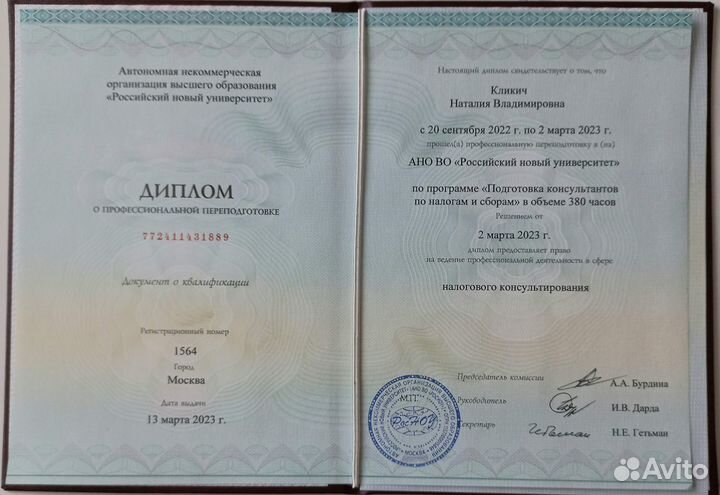 Автономная некоммерческая
организация высшего образования
«Российский новый университет»
ДИПЛОМ
О ПРОФЕССИОНАЛЬНОЙ ПЕРЕПОДГОТОВКЕ
772411431889
Документ о квалификации
Регистрационный номер
1564
Город
Москва
Дата выдачи
13 марта 2023 г.
Настоящий диплом свидетельствует о том, что
Кликич
Наталия Владимировна
с 20 сентября 2022 г. по 2 марта 2023 г.
прошел(а) профессиональную переподготовку в (на)
АНО ВО «Российский новый университет»
по программе «Подготовка консультантов
по налогам и сборам» в объеме 380 часов
Решением от
2 марта 2023 г.
диплом предоставляет право
на ведение профессиональной деятельности в сфере
налогового консультирования
Председатель комиссии
А.А. Бурдина
М.П.
Руководитель
И.В. Дарда
РосНОУ
Секретарь
Н.Е. Гетьман
Avito